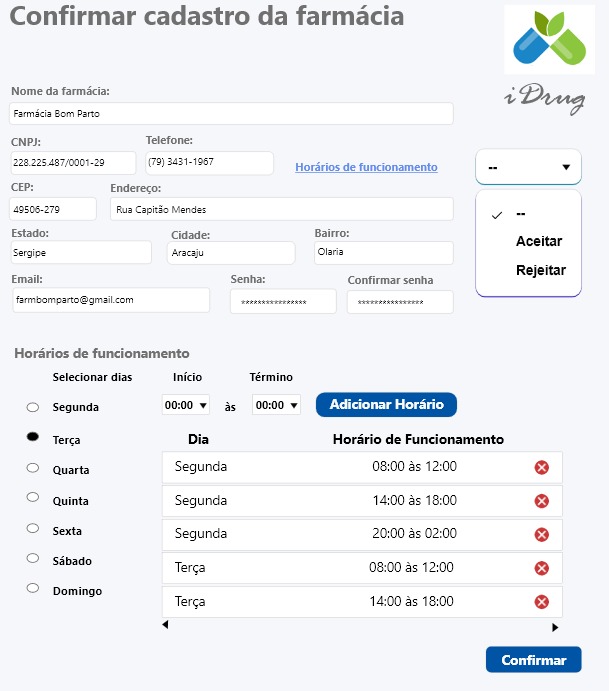 Confirmar cadastro da farmácia
iDrug
Nome da farmácia:
Farmácia Bom Parto
CNPJ: Telefone:
228.225.487/0001-29 (79) 3431-1967 Horários de funcionamento --
CEP: Endereço:
49506-279 Rua Capitão Mendes
--
Aceitar
Rejeitar
Estado: Cidade: Bairro:
Sergipe Aracaju Olaria
Email: Senha: Confirmar senha
farmbomparto@gmail.com **************** ****************
Horários de funcionamento
Selecionar dias Início Término
Segunda 00:00 às 00:00 Adicionar Horário
Terça
Quarta
Quinta
Sexta
Sábado
Domingo
Dia Horário de Funcionamento
Segunda 08:00 às 12:00
Segunda 14:00 às 18:00
Segunda 20:00 às 02:00
Terça 08:00 às 12:00
Terça 14:00 às 18:00
Confirmar